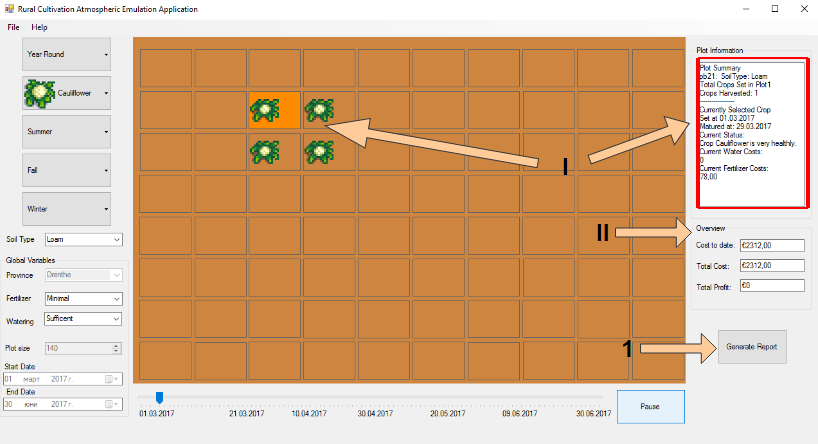 Rural Cultivation Atmospheric Emulation Application
File Help
Year Round
Cauliflower
Summer
Fall
Winter
Soil Type Loam
Global Variables
Province Drenthe
Fertilizer Minimal
Watering Sufficent
Plot size 140
Start Date
01 март 2017 г.
End Date
30 юни 2017 г.
01.03.2017 21.03.2017 10.04.2017 30.04.2017 20.05.2017 09.06.2017 30.06.2017
Pause
I
II
1
Plot Information
Plot Summary
pb21: SoilType: Loam
Total Crops Set in Plot1
Crops Harvested: 1
----------------
Currently Selected Crop
Set at 01.03.2017
Matured at: 29.03.2017
Current Status:
Crop Cauliflower is very healthly.
Current Water Costs:
0
Current Fertilizer Costs:
78,00
Overview
Cost to date: €2312,00
Total Cost: €2312,00
Total Profit: €0
Generate Report